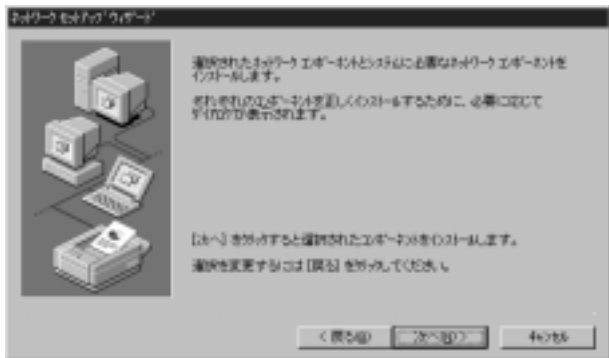 ネットワーク セットアップ ウィザード
選択されたネットワーク コンポーネントとシステムに必要なネットワーク コンポーネントを
インストールします。
それぞれのコンポーネントを正しくインストールするために、必要に応じて
ダイアログが表示されます。
[次へ] をクリックすると選択されたコンポーネントをインストールします。
選択を変更するには [戻る] をクリックしてください。
< 戻る(B)
次へ(N) >
キャンセル